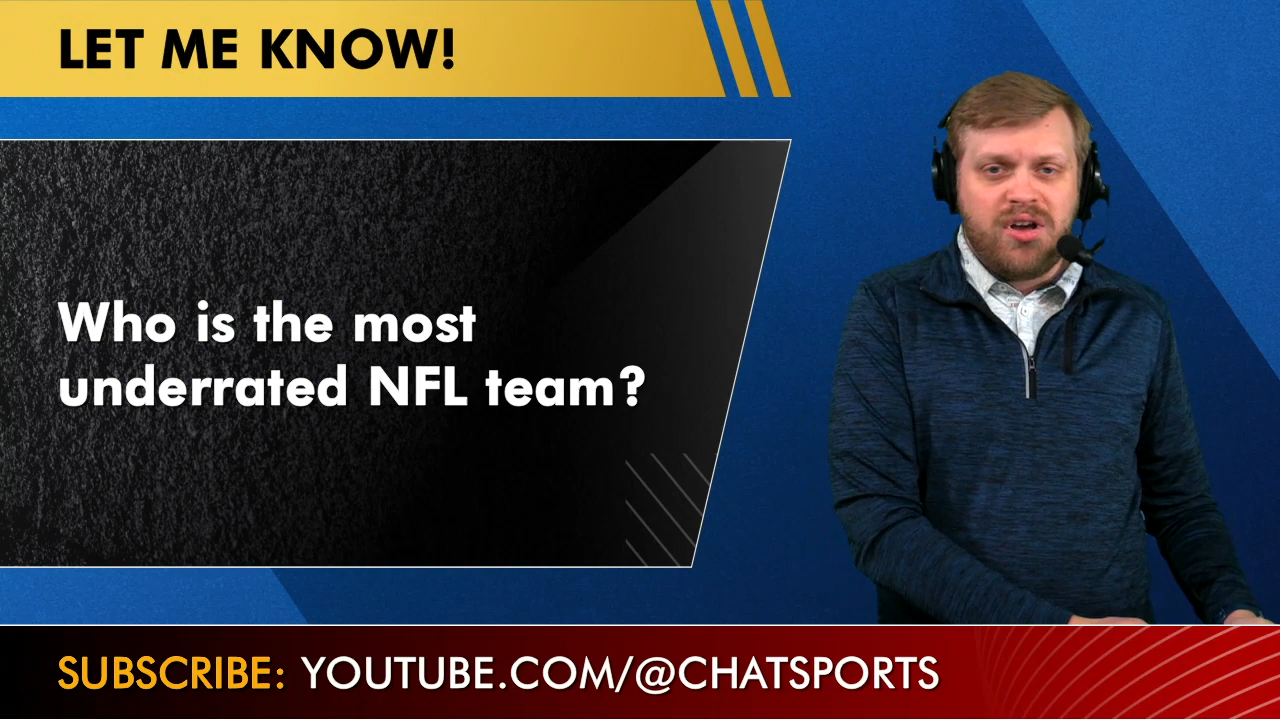 LET ME KNOW!
Who is the most
underrated NFL team?
SUBSCRIBE: YOUTUBE.COM/@CHATSPORTS